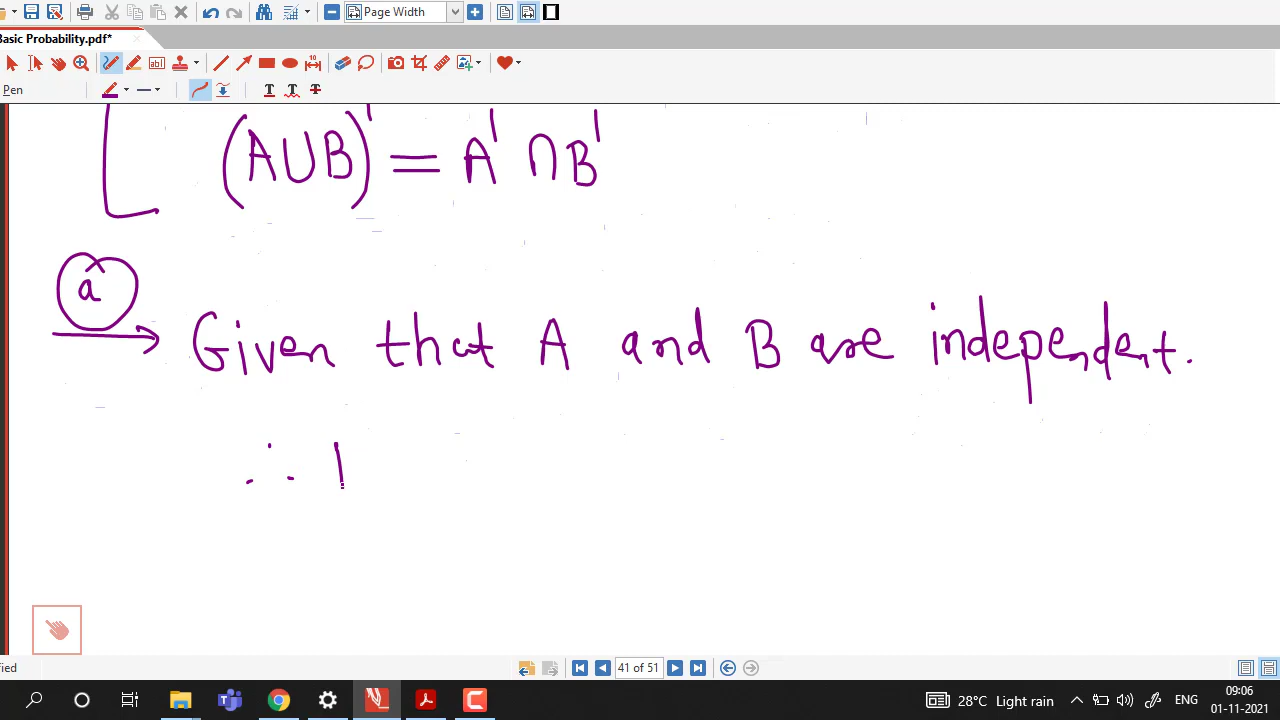 Page Width
Basic Probability.pdf*
10
Pen
T T T
(A∪B)' = A' ∩ B'
a
Given that A and B are independent.
∴
41 of 51
28°C Light rain
ENG
09:06
01-11-2021